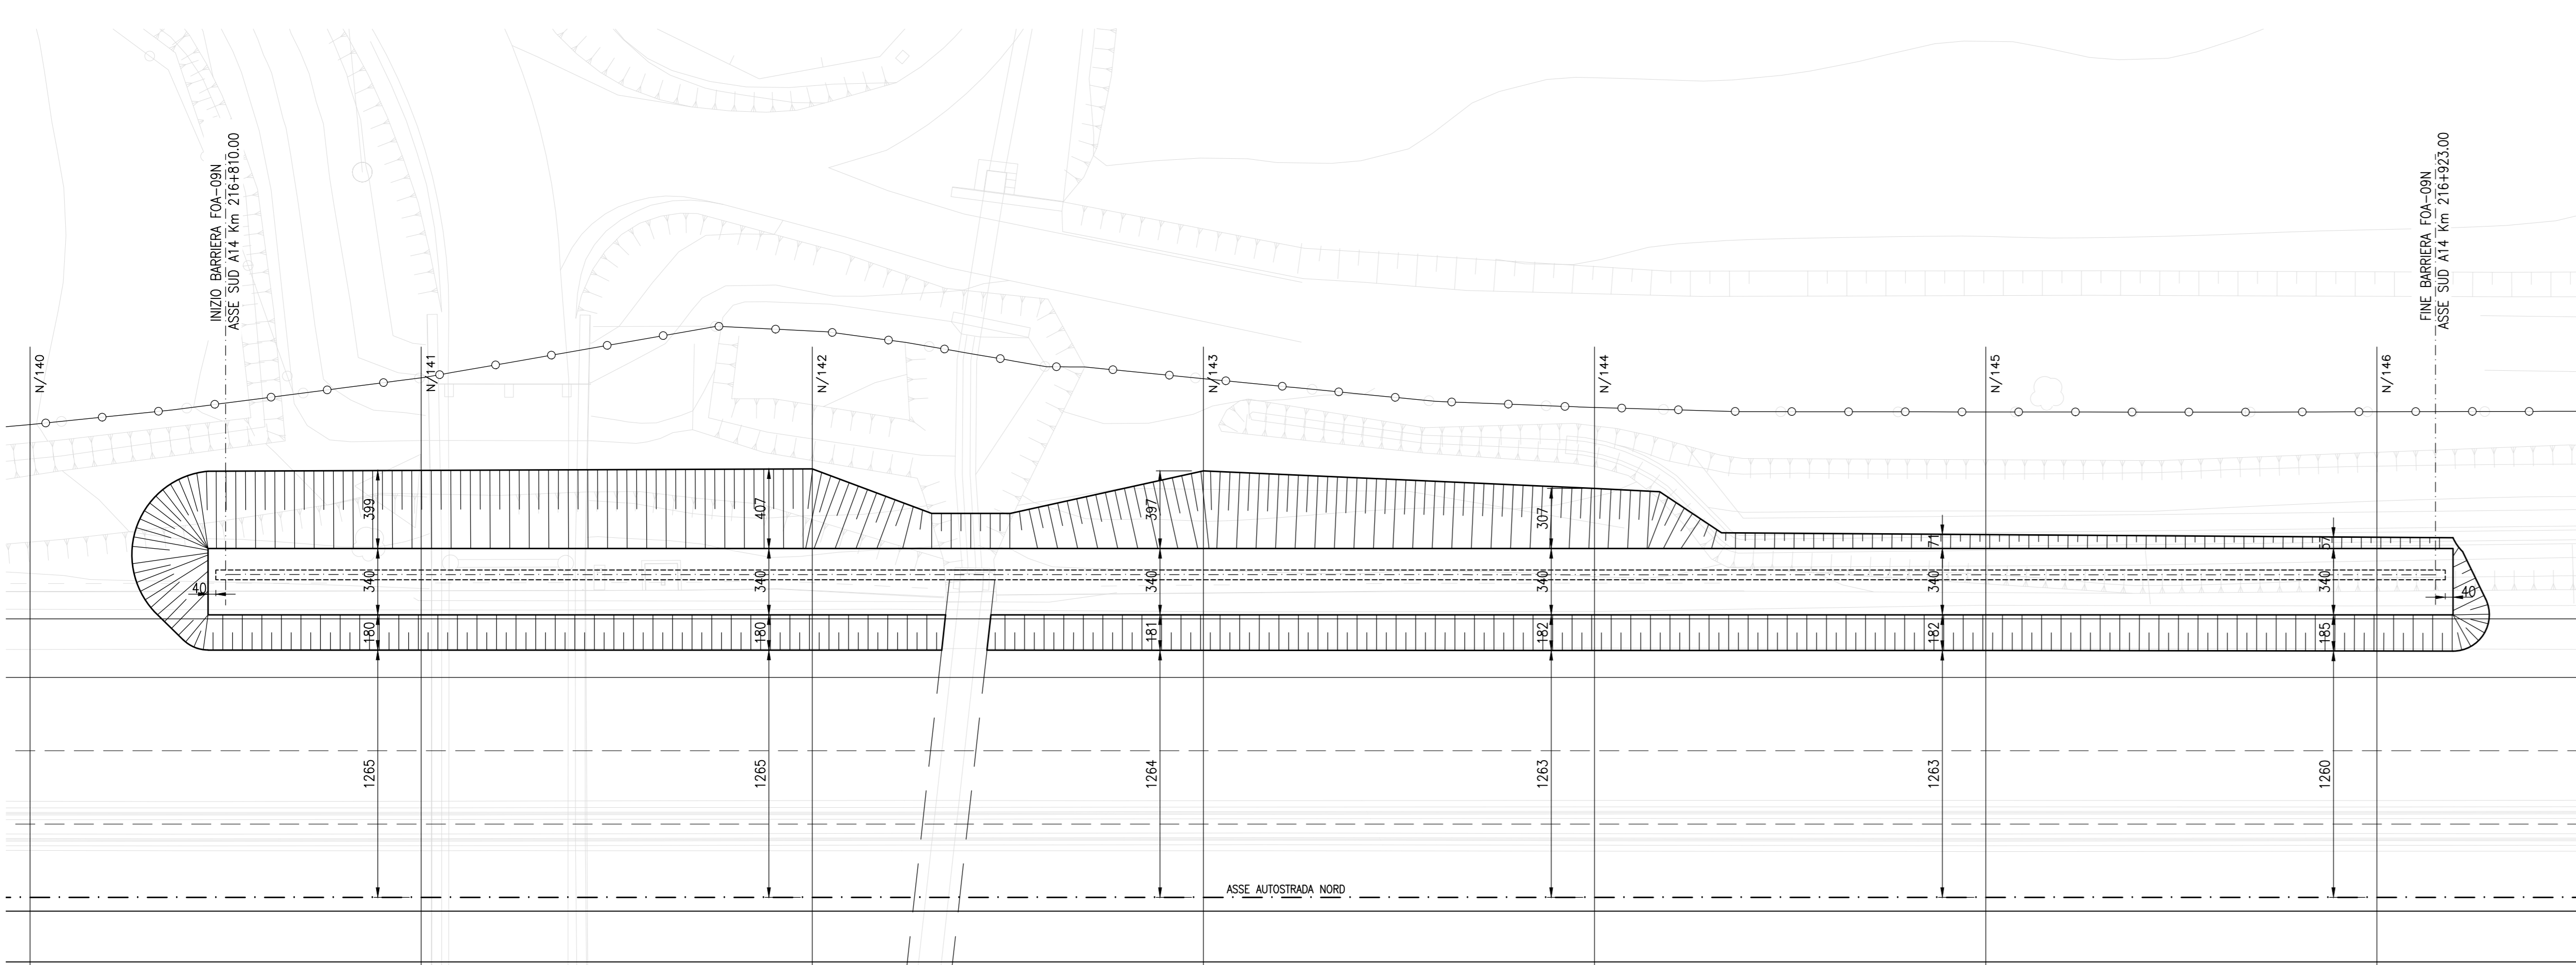 INIZIO BARRIERA FOA-09N
ASSE SUD A14 Km 216+810.00
FINE BARRIERA FOA-09N
ASSE SUD A14 Km 216+923.00
N/140
N/141
N/142
N/143
N/144
N/145
N/146
399
407
397
307
71
57
340
340
340
340
340
340
40
40
180
180
181
182
182
185
1265
1265
1264
1263
1263
1260
ASSE AUTOSTRADA NORD